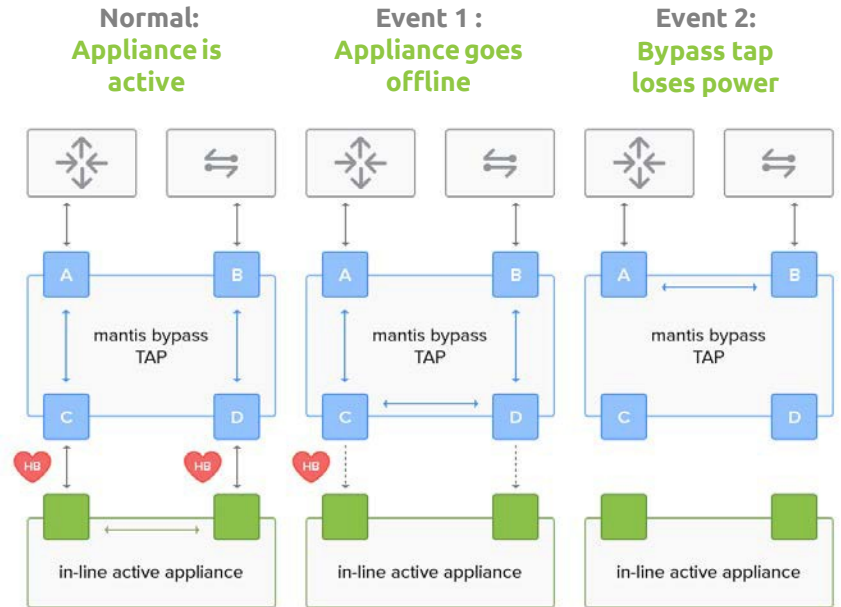 Normal:
Appliance is
active
Event 1 :
Appliance goes
offline
Event 2:
Bypass tap
loses power
A
B
mantis bypass
TAP
C
D
HB
HB
in-line active appliance
A
B
mantis bypass
TAP
C
D
HB
in-line active appliance
A
B
mantis bypass
TAP
C
D
in-line active appliance